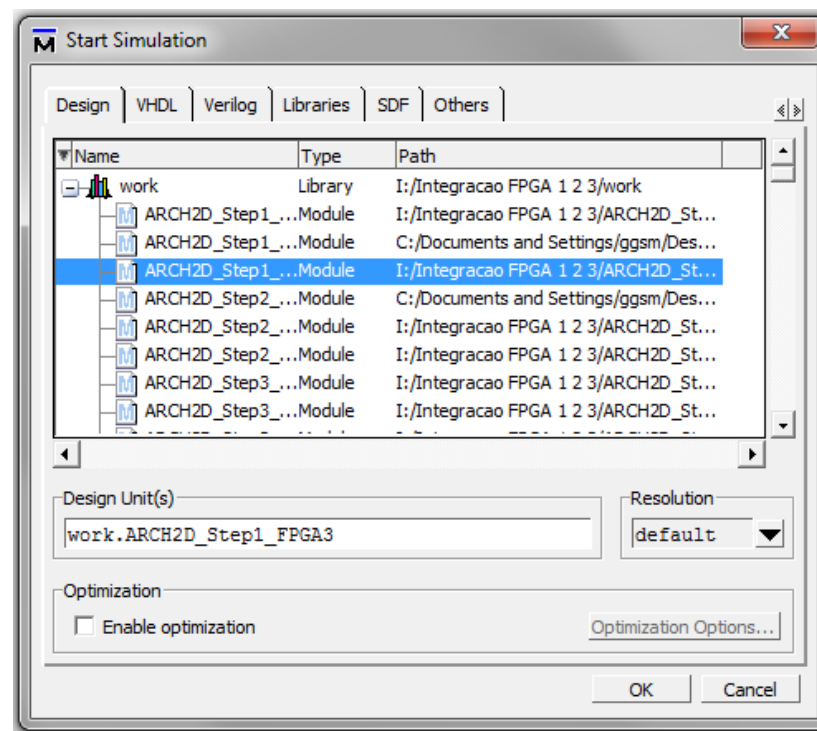 M Start Simulation
Design VHDL Verilog Libraries SDF Others
Name Type Path
work Library I:/Integracao FPGA 1 2 3/work
ARCH2D_Step1_...Module I:/Integracao FPGA 1 2 3/ARCH2D_St...
ARCH2D_Step1_...Module C:/Documents and Settings/ggsm/Des...
ARCH2D_Step1_...Module I:/Integracao FPGA 1 2 3/ARCH2D_St...
ARCH2D_Step2_...Module C:/Documents and Settings/ggsm/Des...
ARCH2D_Step2_...Module I:/Integracao FPGA 1 2 3/ARCH2D_St...
ARCH2D_Step2_...Module I:/Integracao FPGA 1 2 3/ARCH2D_St...
ARCH2D_Step3_...Module I:/Integracao FPGA 1 2 3/ARCH2D_St...
ARCH2D_Step3_...Module I:/Integracao FPGA 1 2 3/ARCH2D_St...
Design Unit(s) Resolution
work.ARCH2D_Step1_FPGA3 default
Optimization
Enable optimization Optimization Options...
OK Cancel